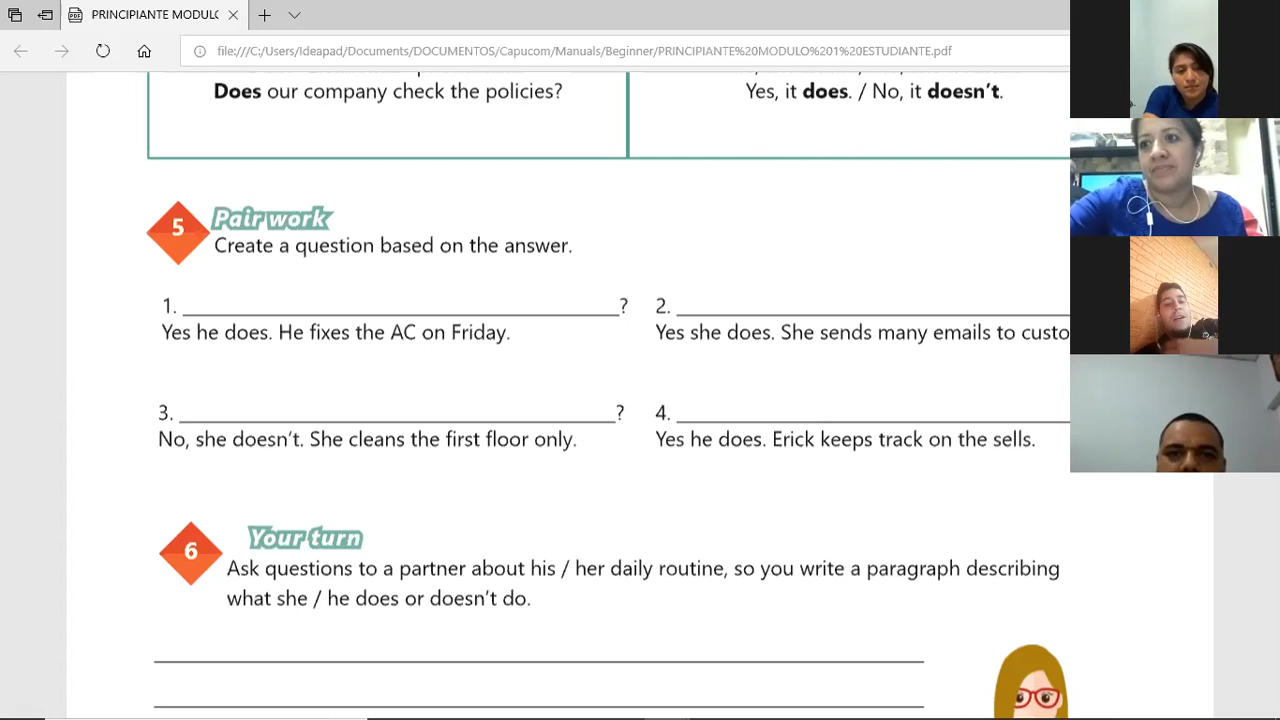 PRINCIPIANTE MODULO
file:///C:/Users/Ideapad/Documents/DOCUMENTOS/Capucom/Manuals/Beginner/PRINCIPIANTE%20MODULO%201%20ESTUDIANTE.pdf
Does our company check the policies?
Yes, it does. / No, it doesn't.
5
Pair work
Create a question based on the answer.
1. ?
Yes he does. He fixes the AC on Friday.
2.
Yes she does. She sends many emails to custo
3. ?
No, she doesn't. She cleans the first floor only.
4.
Yes he does. Erick keeps track on the sells.
6
Your turn
Ask questions to a partner about his / her daily routine, so you write a paragraph describing
what she / he does or doesn't do.